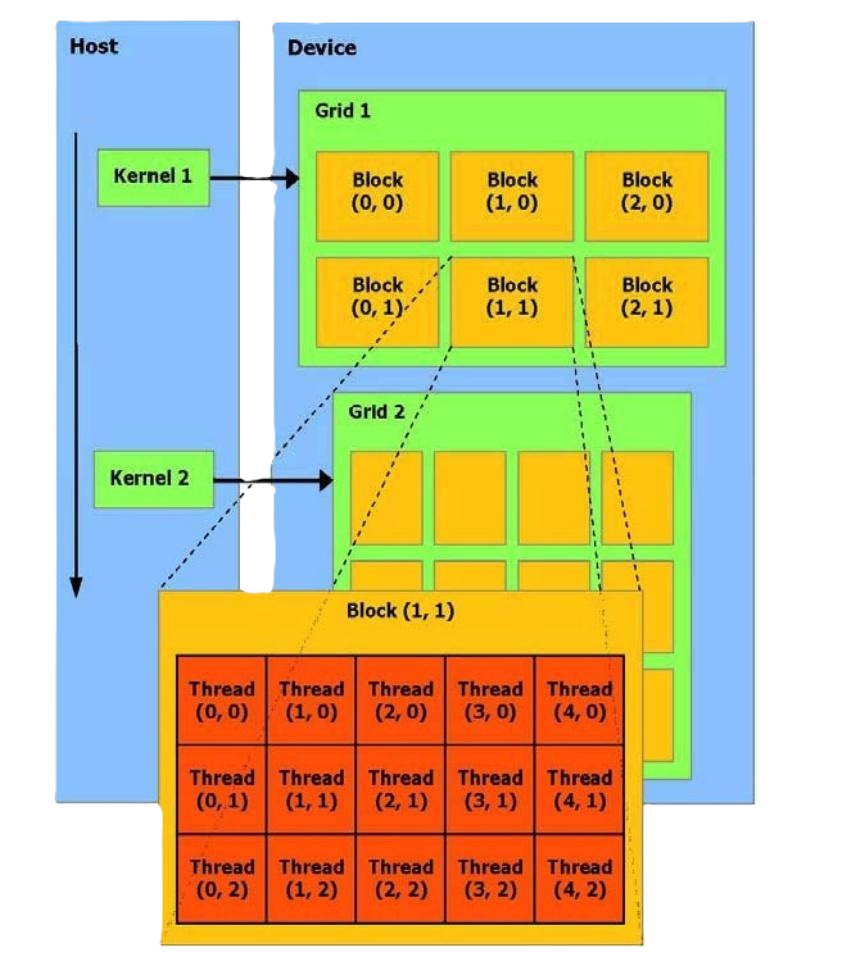 Host
Device
Grid 1
Kernel 1
Block
(0, 0)
Block
(1, 0)
Block
(2, 0)
Block
(0, 1)
Block
(1, 1)
Block
(2, 1)
Grid 2
Kernel 2
Block (1, 1)
Thread
(0, 0)
Thread
(1, 0)
Thread
(2, 0)
Thread
(3, 0)
Thread
(4, 0)
Thread
(0, 1)
Thread
(1, 1)
Thread
(2, 1)
Thread
(3, 1)
Thread
(4, 1)
Thread
(0, 2)
Thread
(1, 2)
Thread
(2, 2)
Thread
(3, 2)
Thread
(4, 2)